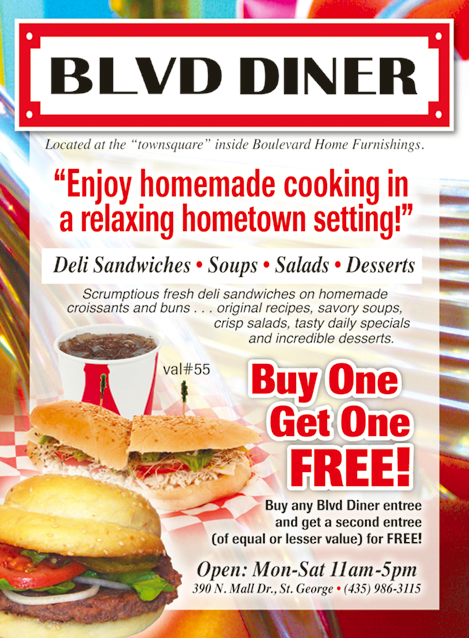 BLVD DINER
Located at the “townsquare” inside Boulevard Home Furnishings.
“Enjoy homemade cooking in
a relaxing hometown setting!”
Deli Sandwiches • Soups • Salads • Desserts
Scrumptious fresh deli sandwiches on homemade
croissants and buns . . . original recipes, savory soups,
crisp salads, tasty daily specials
and incredible desserts.
val#55
Buy One
Get One
FREE!
Buy any Blvd Diner entree
and get a second entree
(of equal or lesser value) for FREE!
Open: Mon-Sat 11am-5pm
390 N. Mall Dr., St. George • (435) 986-3115